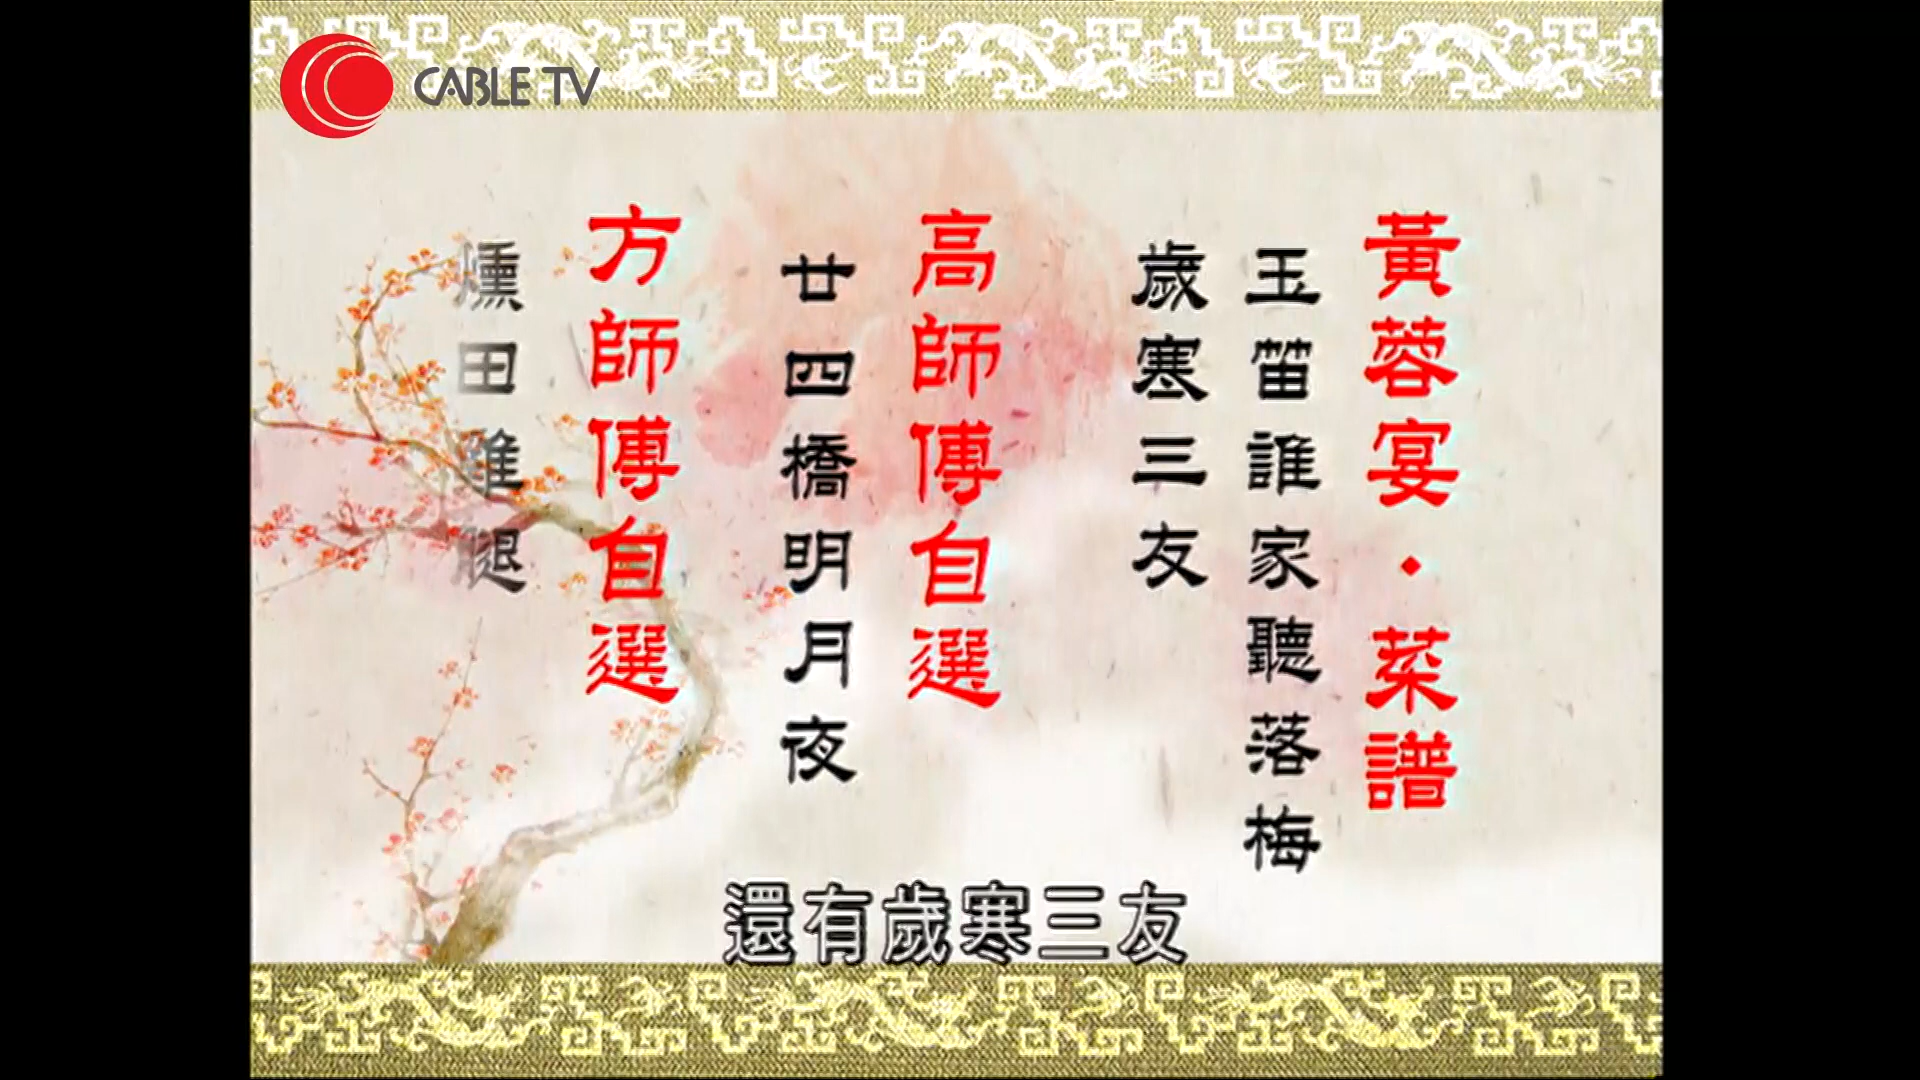 CABLE TV
黃蓉宴·菜譜
玉笛誰家聽落梅
歲寒三友
高師傅自選
廿四橋明月夜
方師傅自選
燻田雞腿
還有歲寒三友